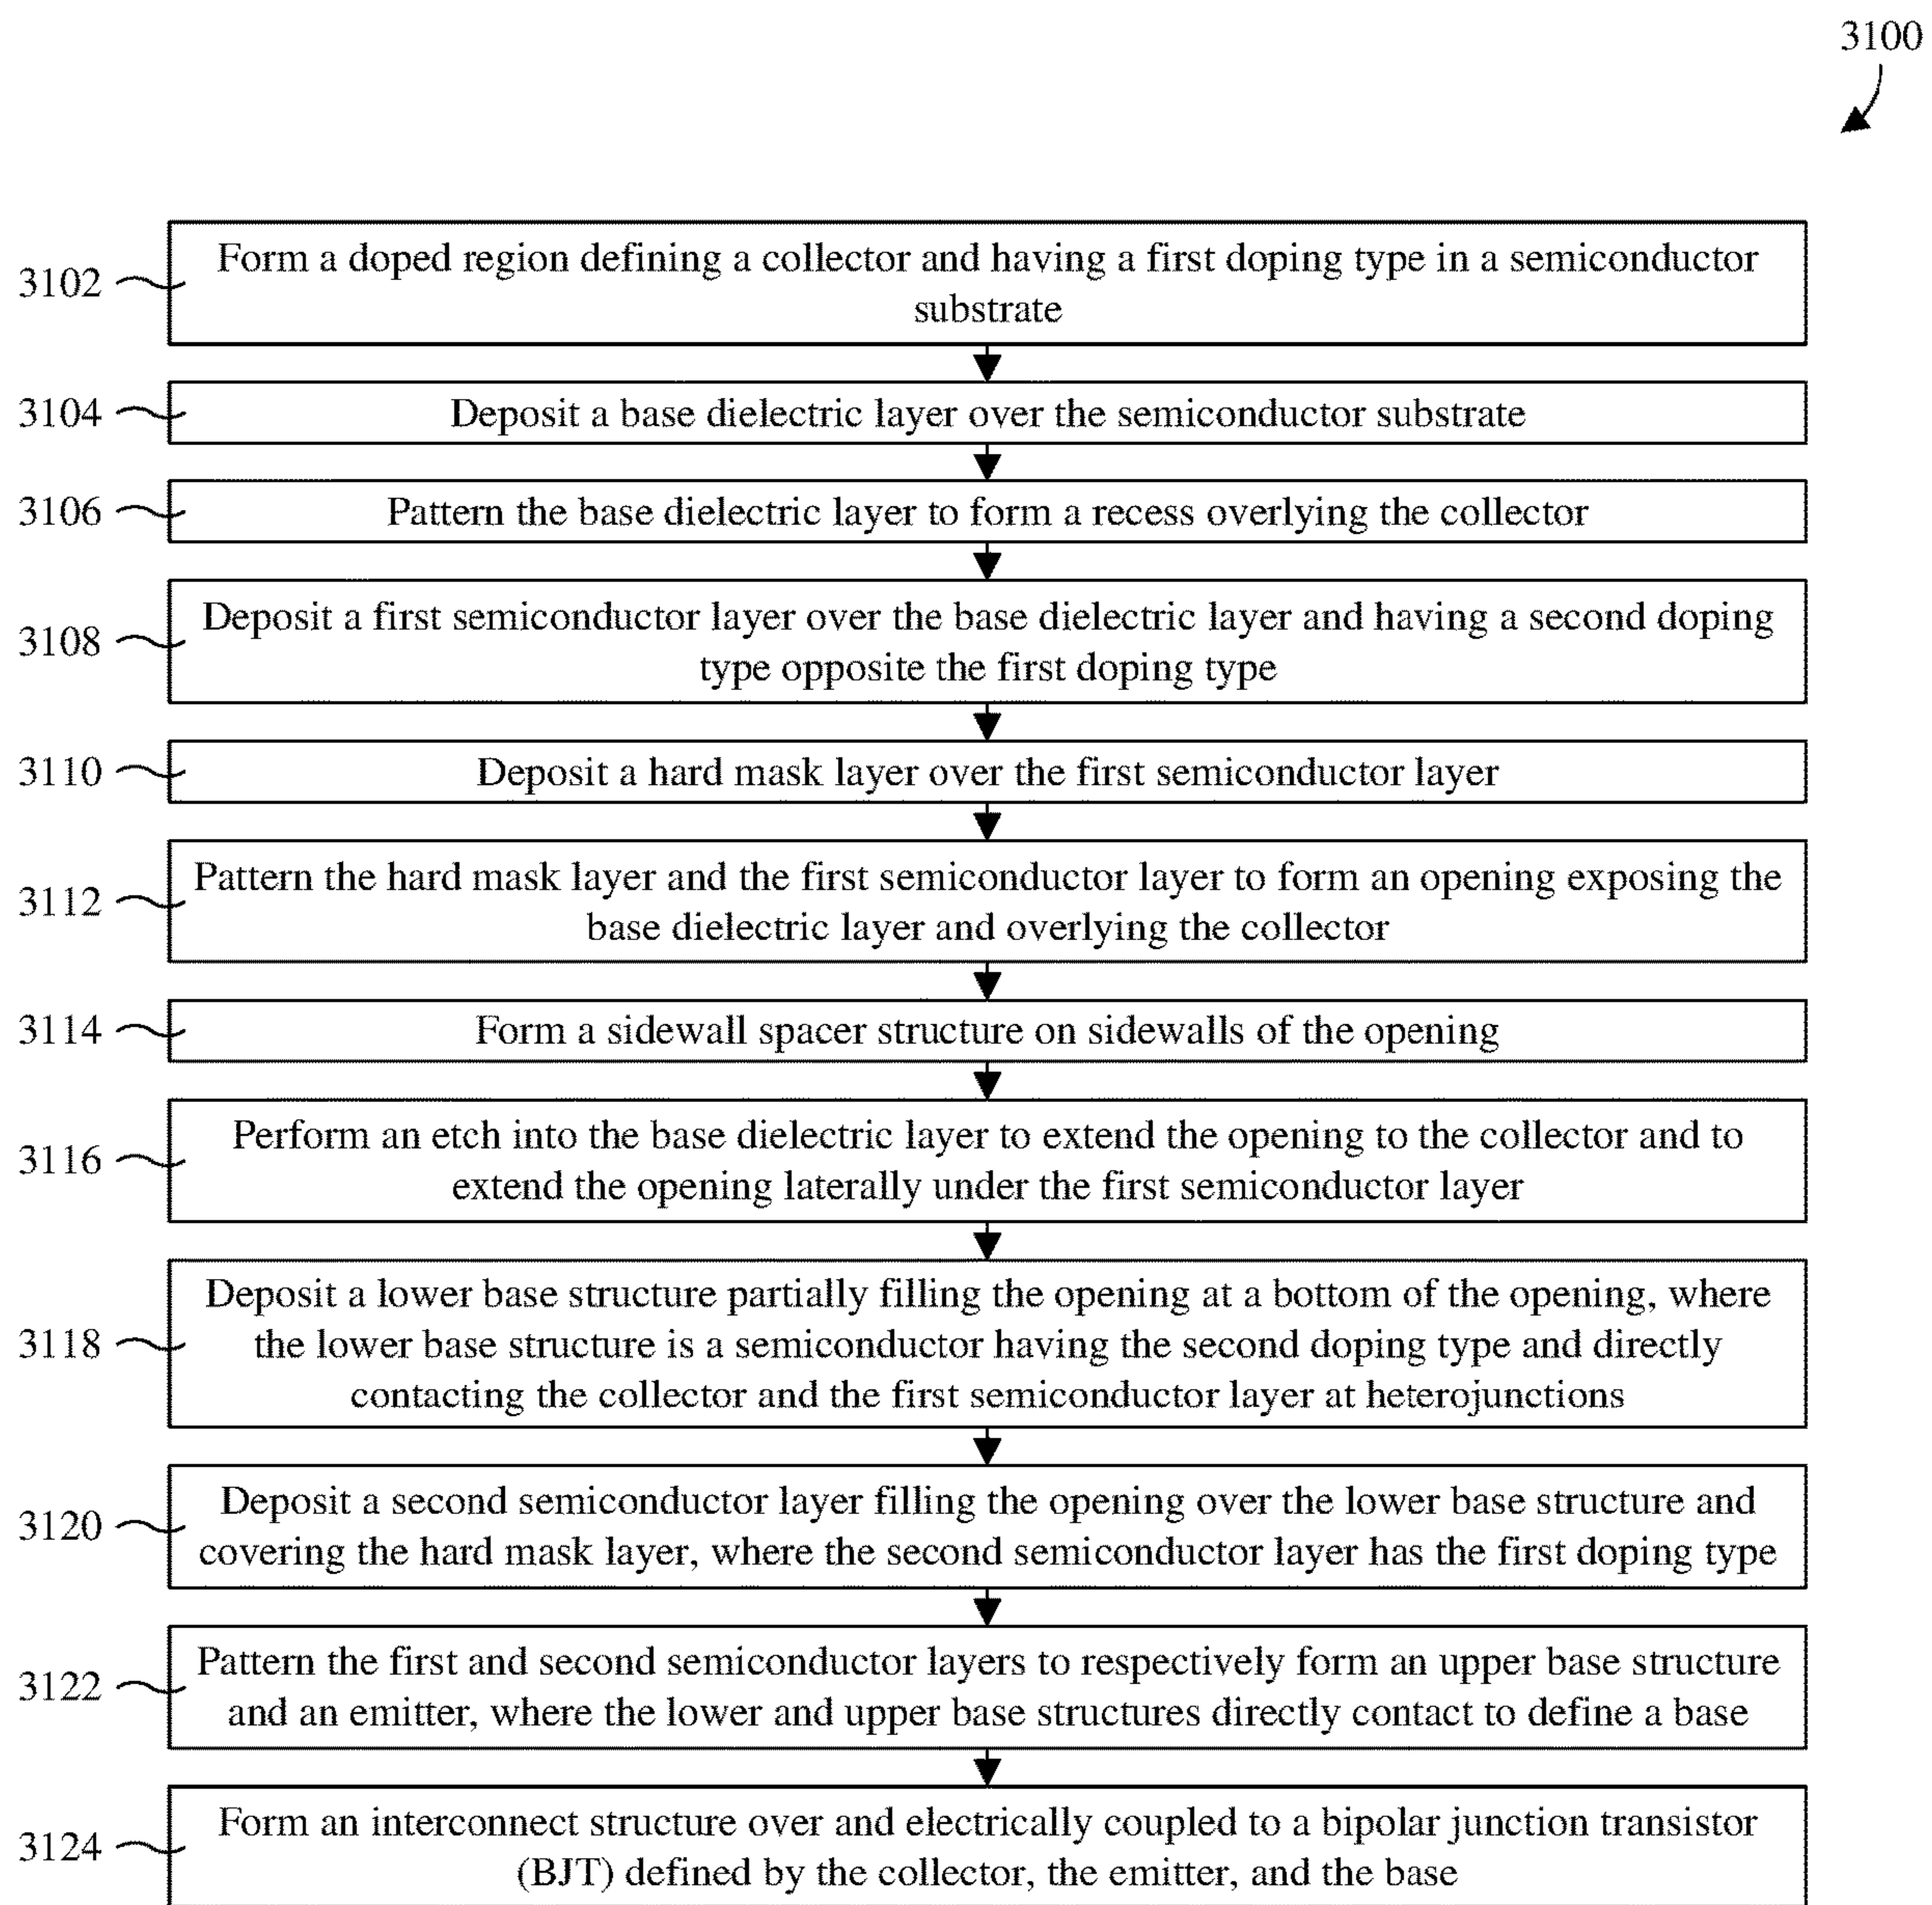 3100
3102
Form a doped region defining a collector and having a first doping type in a semiconductor
substrate
3104
Deposit a base dielectric layer over the semiconductor substrate
3106
Pattern the base dielectric layer to form a recess overlying the collector
3108
Deposit a first semiconductor layer over the base dielectric layer and having a second doping
type opposite the first doping type
3110
Deposit a hard mask layer over the first semiconductor layer
3112
Pattern the hard mask layer and the first semiconductor layer to form an opening exposing the
base dielectric layer and overlying the collector
3114
Form a sidewall spacer structure on sidewalls of the opening
3116
Perform an etch into the base dielectric layer to extend the opening to the collector and to
extend the opening laterally under the first semiconductor layer
3118
Deposit a lower base structure partially filling the opening at a bottom of the opening, where
the lower base structure is a semiconductor having the second doping type and directly
contacting the collector and the first semiconductor layer at heterojunctions
3120
Deposit a second semiconductor layer filling the opening over the lower base structure and
covering the hard mask layer, where the second semiconductor layer has the first doping type
3122
Pattern the first and second semiconductor layers to respectively form an upper base structure
and an emitter, where the lower and upper base structures directly contact to define a base
3124
Form an interconnect structure over and electrically coupled to a bipolar junction transistor
(BJT) defined by the collector, the emitter, and the base